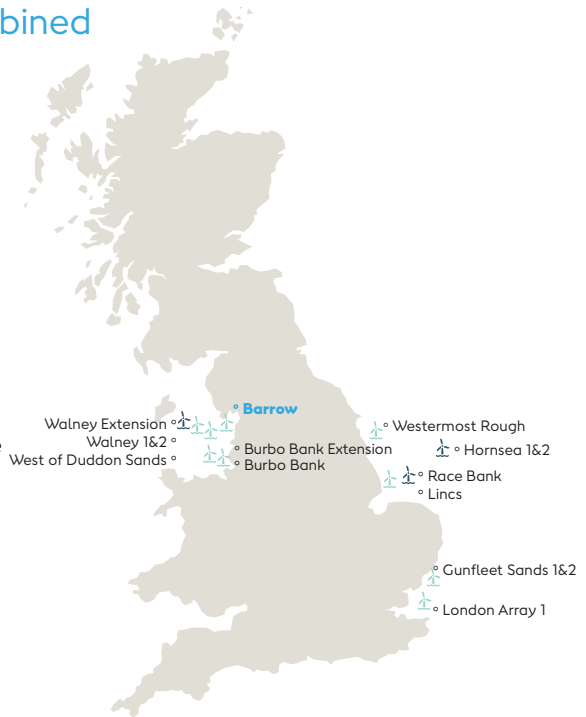 bined
Barrow
Walney Extension
Walney 1&2
West of Duddon Sands
Burbo Bank Extension
Burbo Bank
Westermost Rough
Hornsea 1&2
Race Bank
Lincs
Gunfleet Sands 1&2
London Array 1